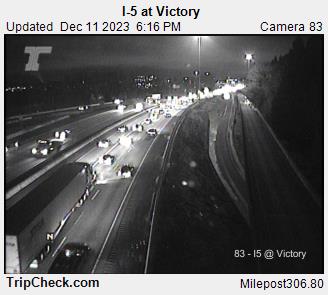 I-5 at Victory
Updated Dec 11 2023 6:16 PM Camera 83
T
83 - I5 @ Victory
TripCheck.com Milepost306.80